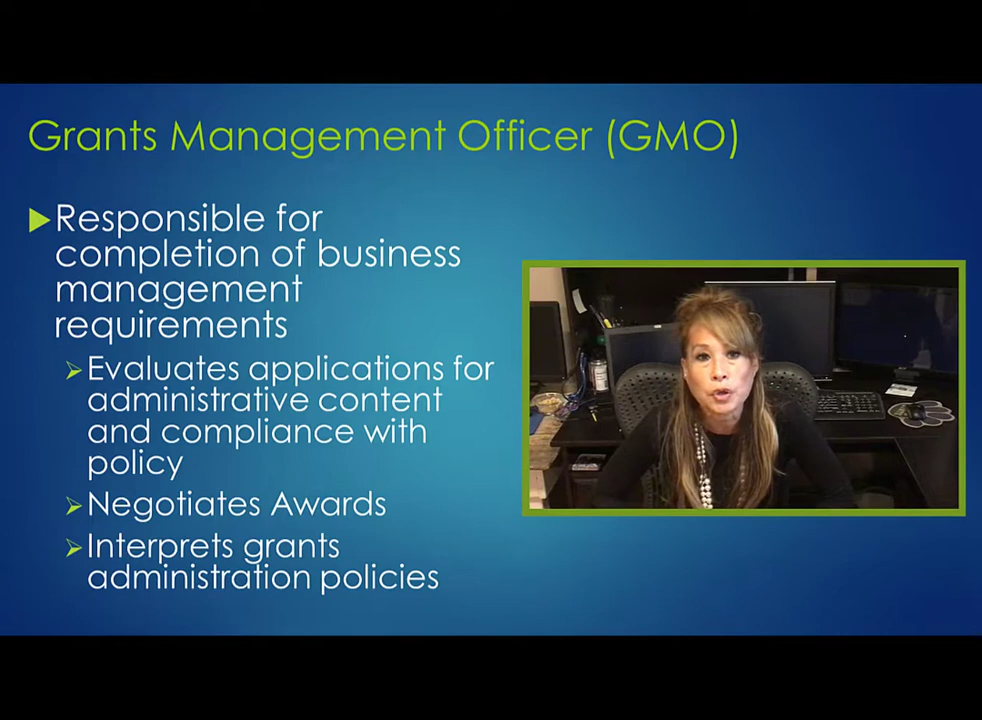 Grants Management Officer (GMO)
Responsible for
completion of business
management
requirements
Evaluates applications for
administrative content
and compliance with
policy
Negotiates Awards
Interprets grants
administration policies